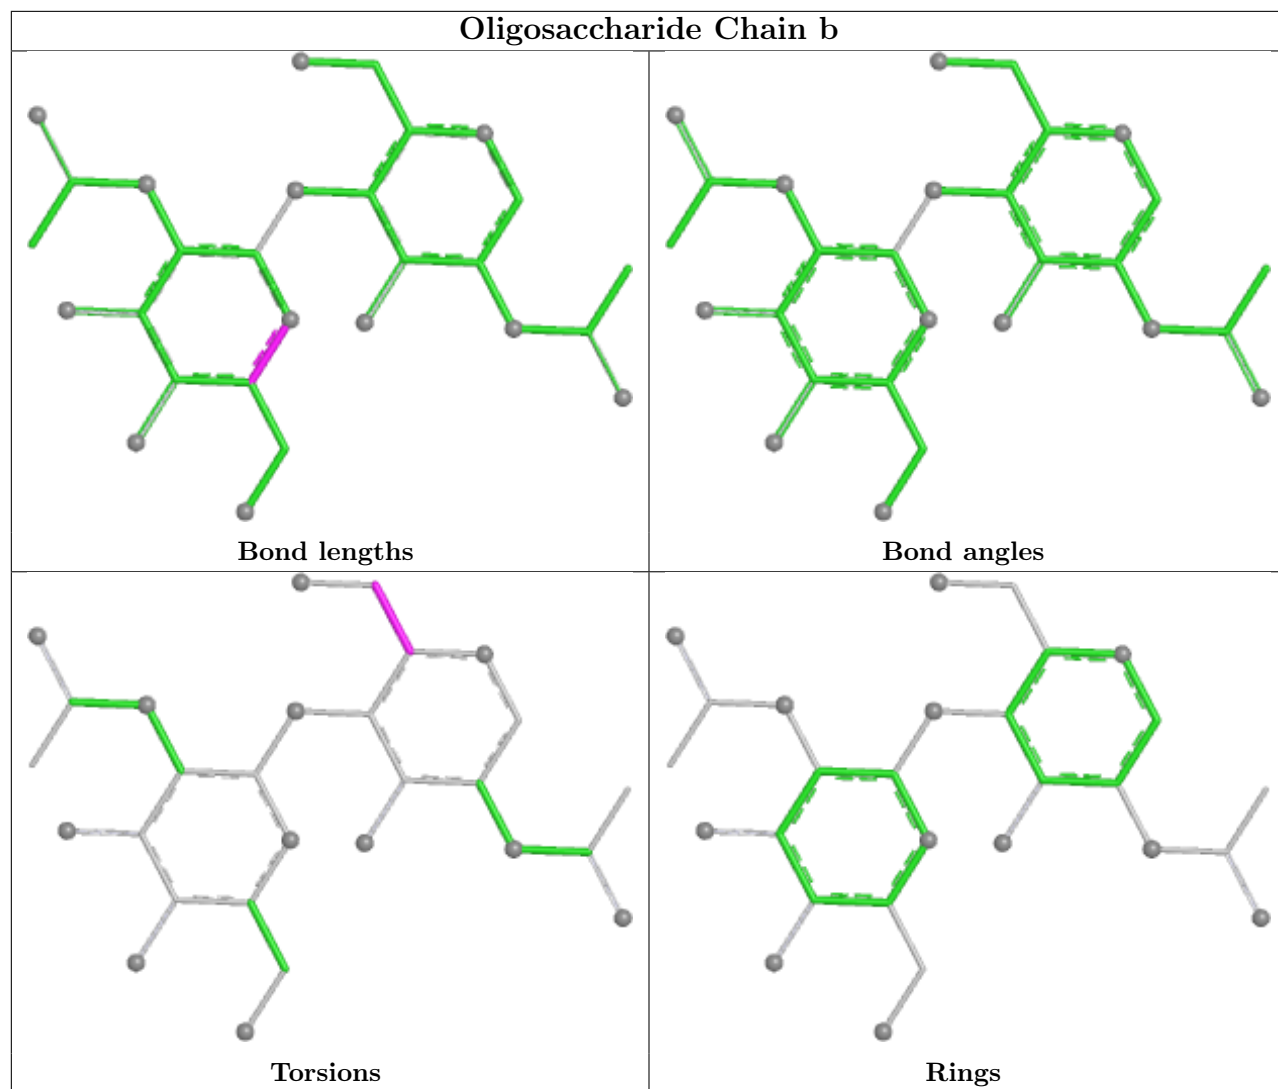 Oligosaccharide Chain b
Bond lengths
Bond angles
Torsions
Rings